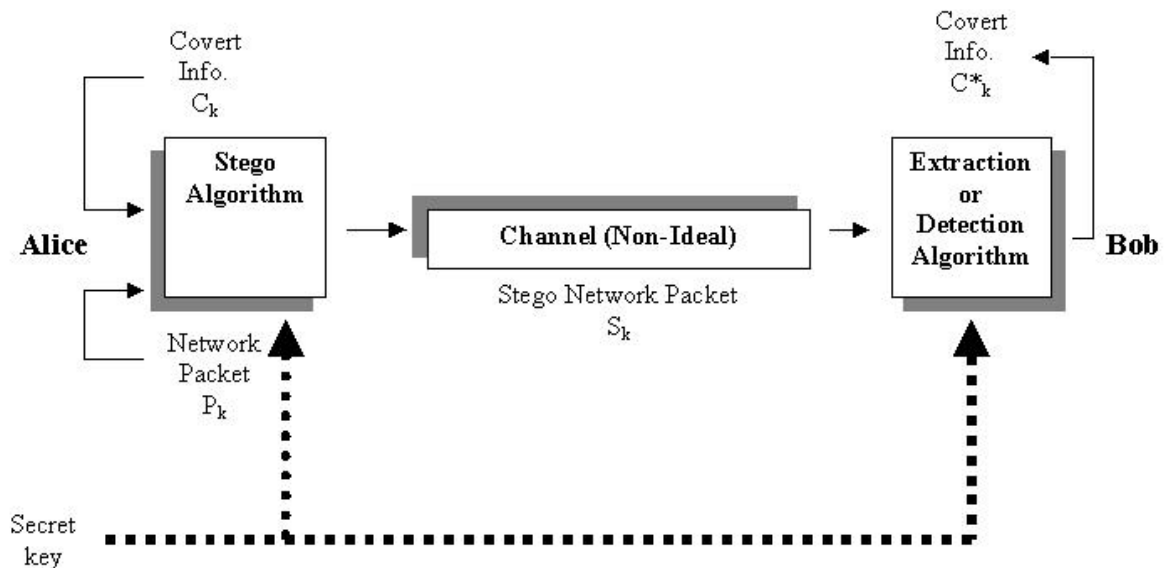 Covert
Info.
Cₖ
Stego
Algorithm
Alice
Network
Packet
Pₖ
Channel (Non-Ideal)
Stego Network Packet
Sₖ
Covert
Info.
C*ₖ
Extraction
or
Detection
Algorithm
Bob
Secret
key